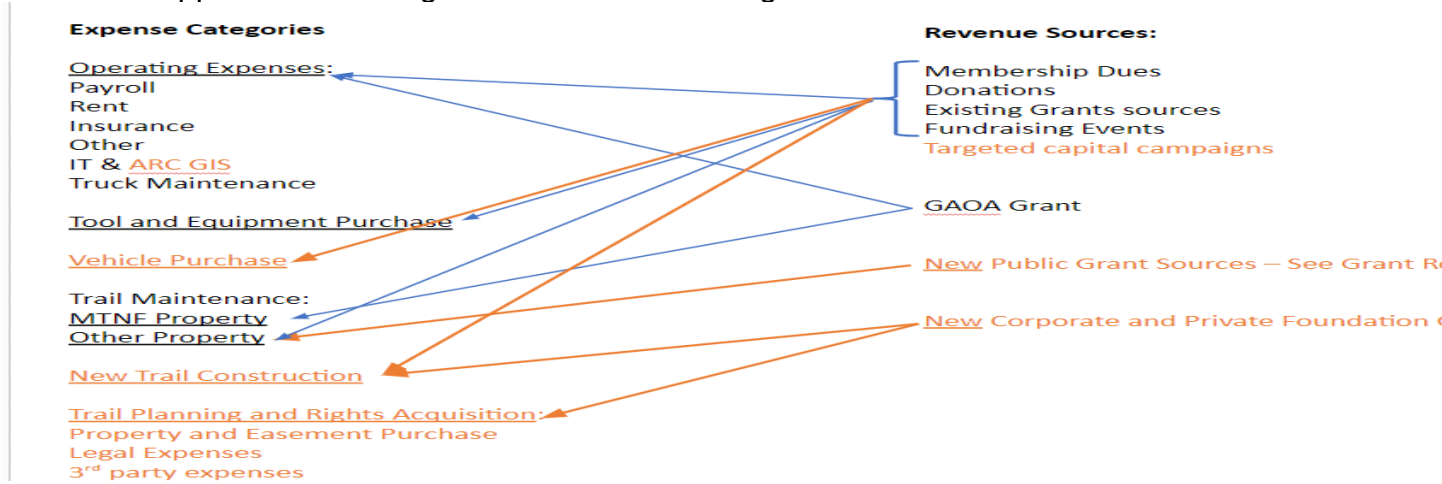 Expense Categories
Operating Expenses:
Payroll
Rent
Insurance
Other
IT & ARC GIS
Truck Maintenance
Tool and Equipment Purchase
Vehicle Purchase
Trail Maintenance:
MTNF Property
Other Property
New Trail Construction
Trail Planning and Rights Acquisition:
Property and Easement Purchase
Legal Expenses
3rd party expenses
Revenue Sources:
Membership Dues
Donations
Existing Grants sources
Fundraising Events
Targeted capital campaigns
GAOA Grant
New Public Grant Sources – See Grant
New Corporate and Private Foundation